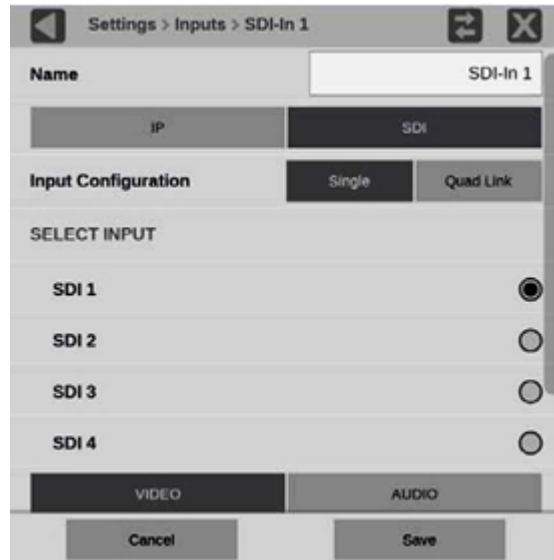 Settings > Inputs > SDI-In 1
Name SDI-In 1
IP SDI
Input Configuration Single Quad Link
SELECT INPUT
SDI 1
SDI 2
SDI 3
SDI 4
VIDEO AUDIO
Cancel Save